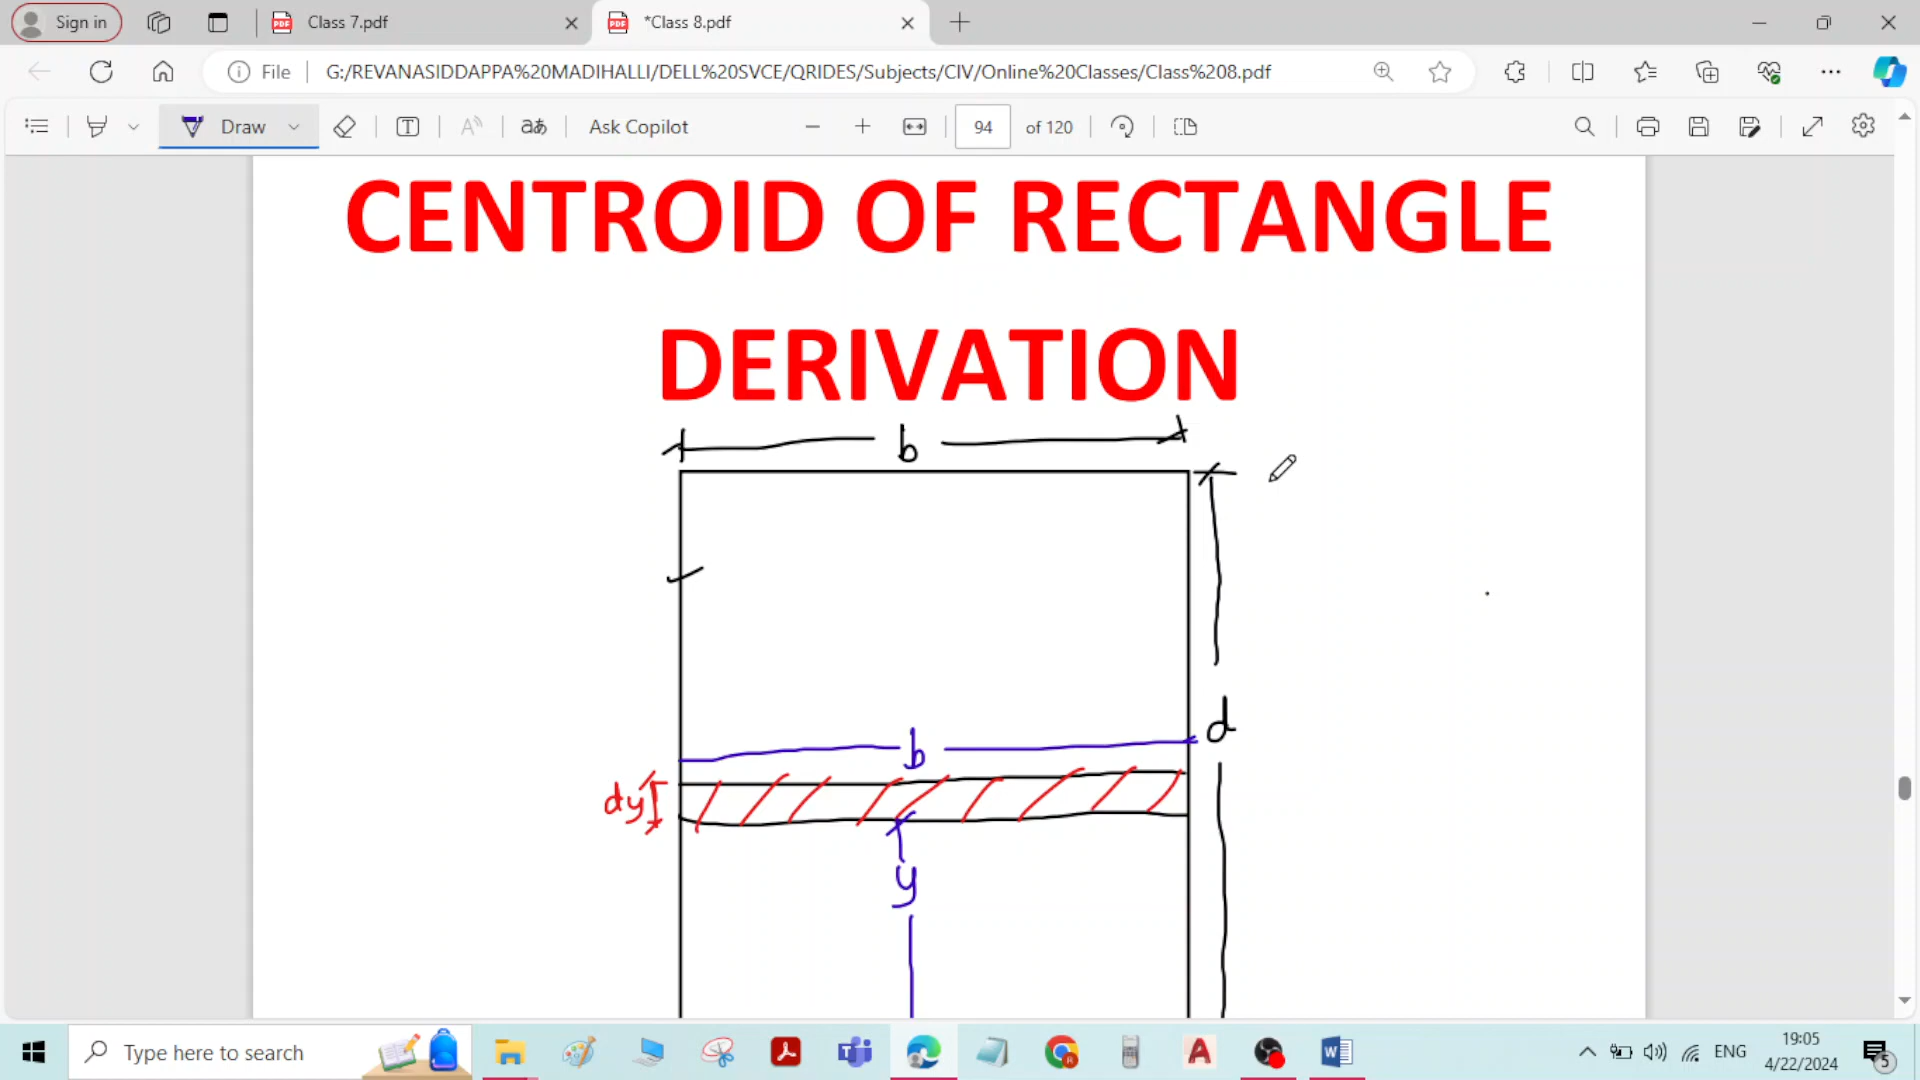 Sign in
Class 7.pdf
*Class 8.pdf
File
G:/REVANASIDDAPPA%20MADIHALLI/DELL%20SVCE/QRIDES/Subjects/CIV/Online%20Classes/Class%208.pdf
Draw
Ask Copilot
94 of 120
CENTROID OF RECTANGLE
DERIVATION
b
d
b
dy
y
Type here to search
ENG
19:05
4/22/2024
5